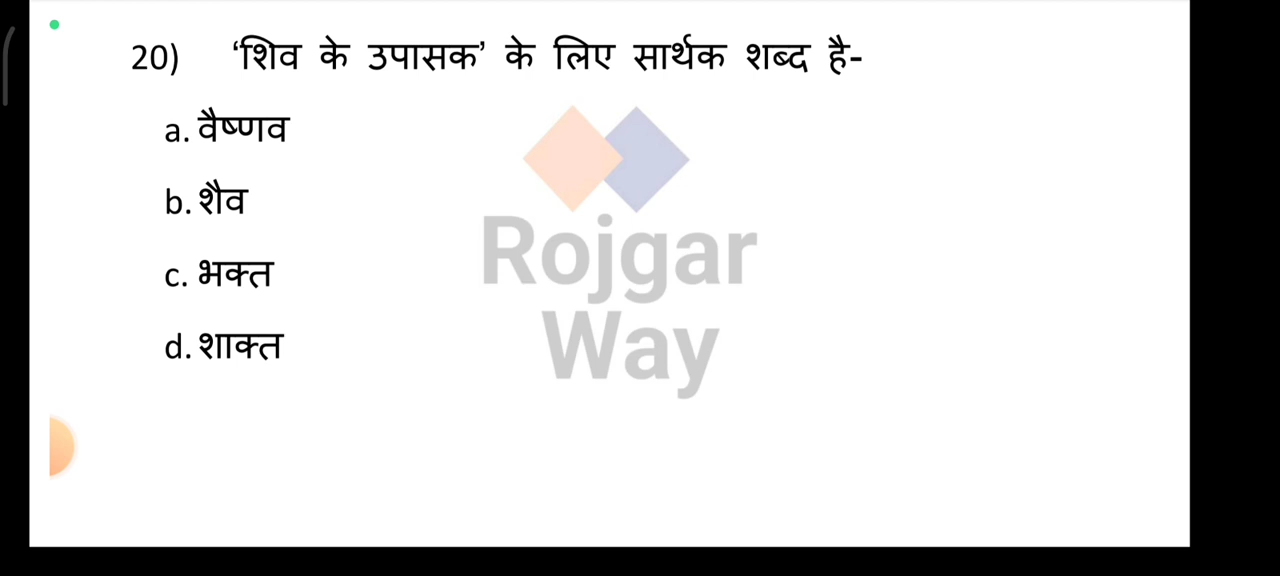 20) ‘शिव के उपासक’ के लिए सार्थक शब्द है-
a. वैष्णव
b. शैव
c. भक्त
d. शाक्त
Rojgar
Way